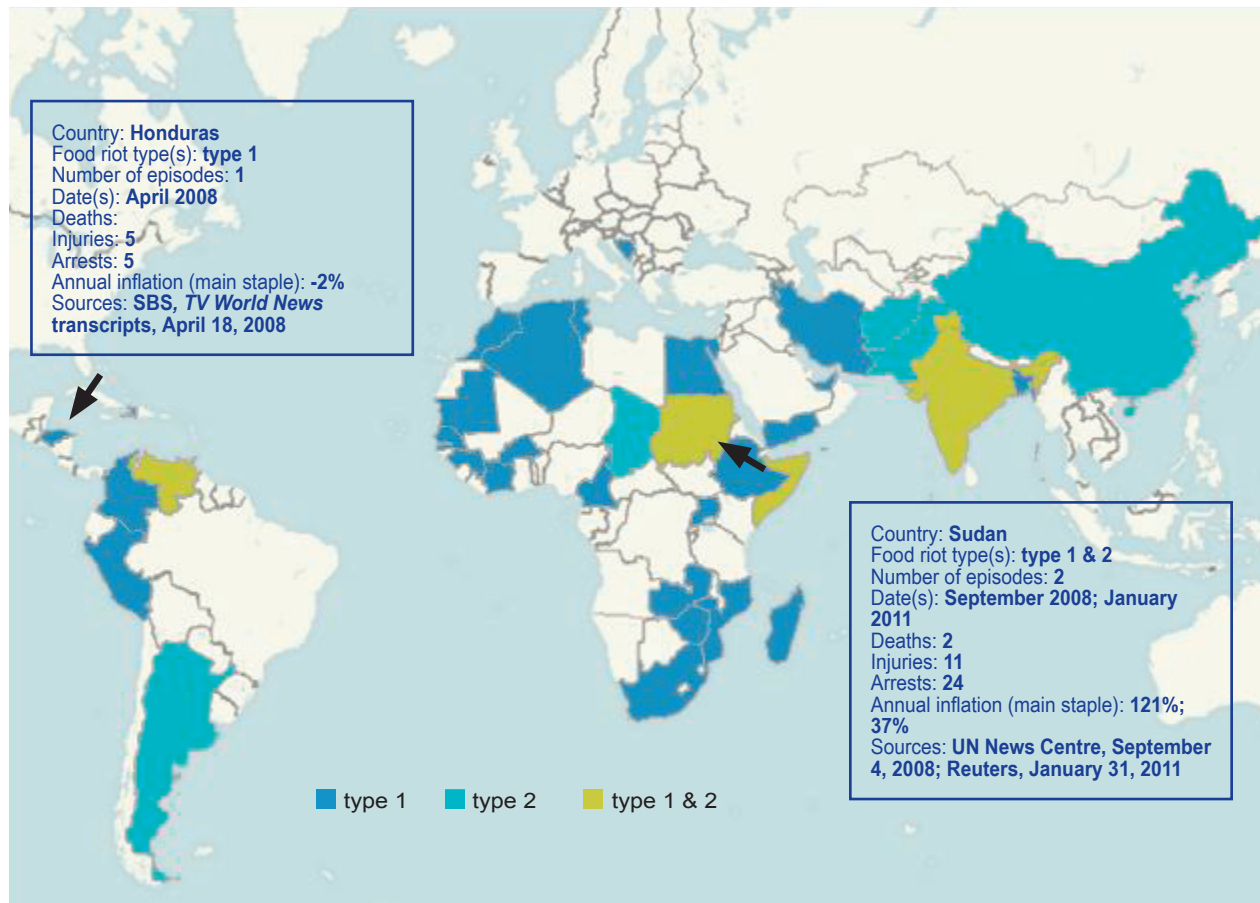 Country: Honduras
Food riot type(s): type 1
Number of episodes: 1
Date(s): April 2008
Deaths:
Injuries: 5
Arrests: 5
Annual inflation (main staple): -2%
Sources: SBS, TV World News
transcripts, April 18, 2008
Country: Sudan
Food riot type(s): type 1 & 2
Number of episodes: 2
Date(s): September 2008; January
2011
Deaths: 2
Injuries: 11
Arrests: 24
Annual inflation (main staple): 121%;
37%
Sources: UN News Centre, September
4, 2008; Reuters, January 31, 2011
type 1
type 2
type 1 & 2